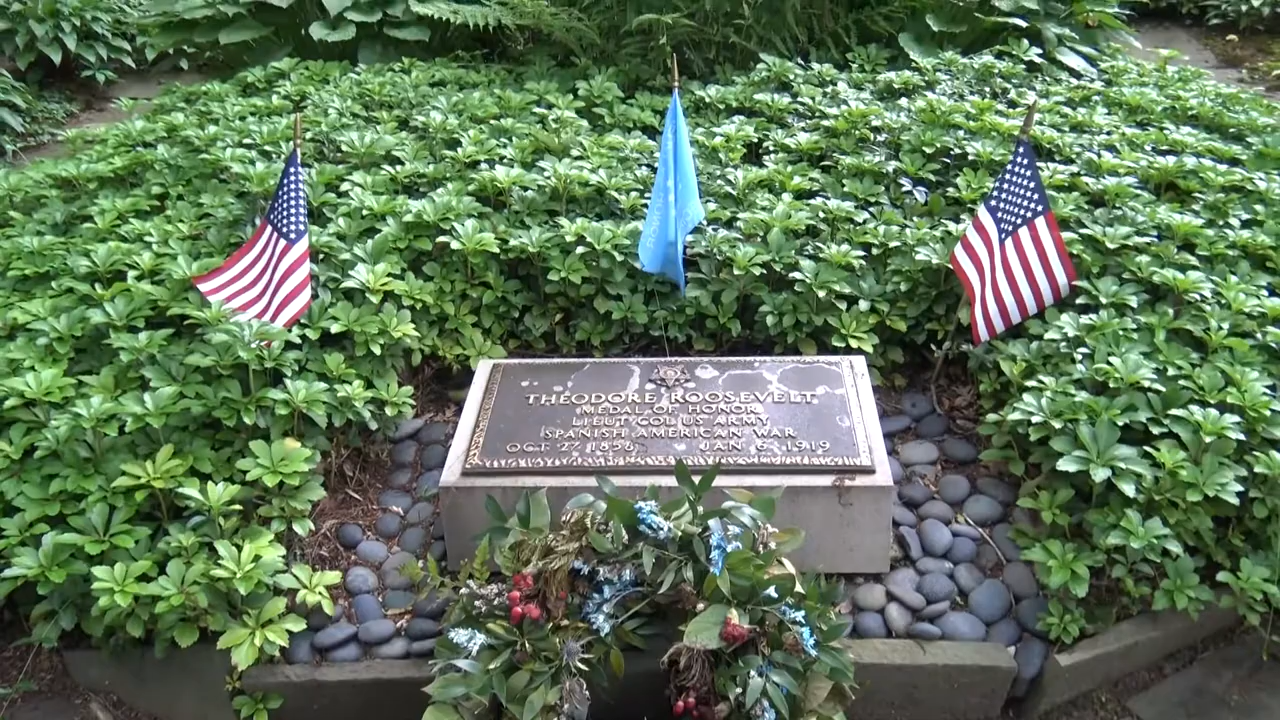 THEODORE ROOSEVELT
MEDAL OF HONOR
LIEUT COL US ARMY
SPANISH AMERICAN WAR
OCT 27 1858 JAN 6 1919